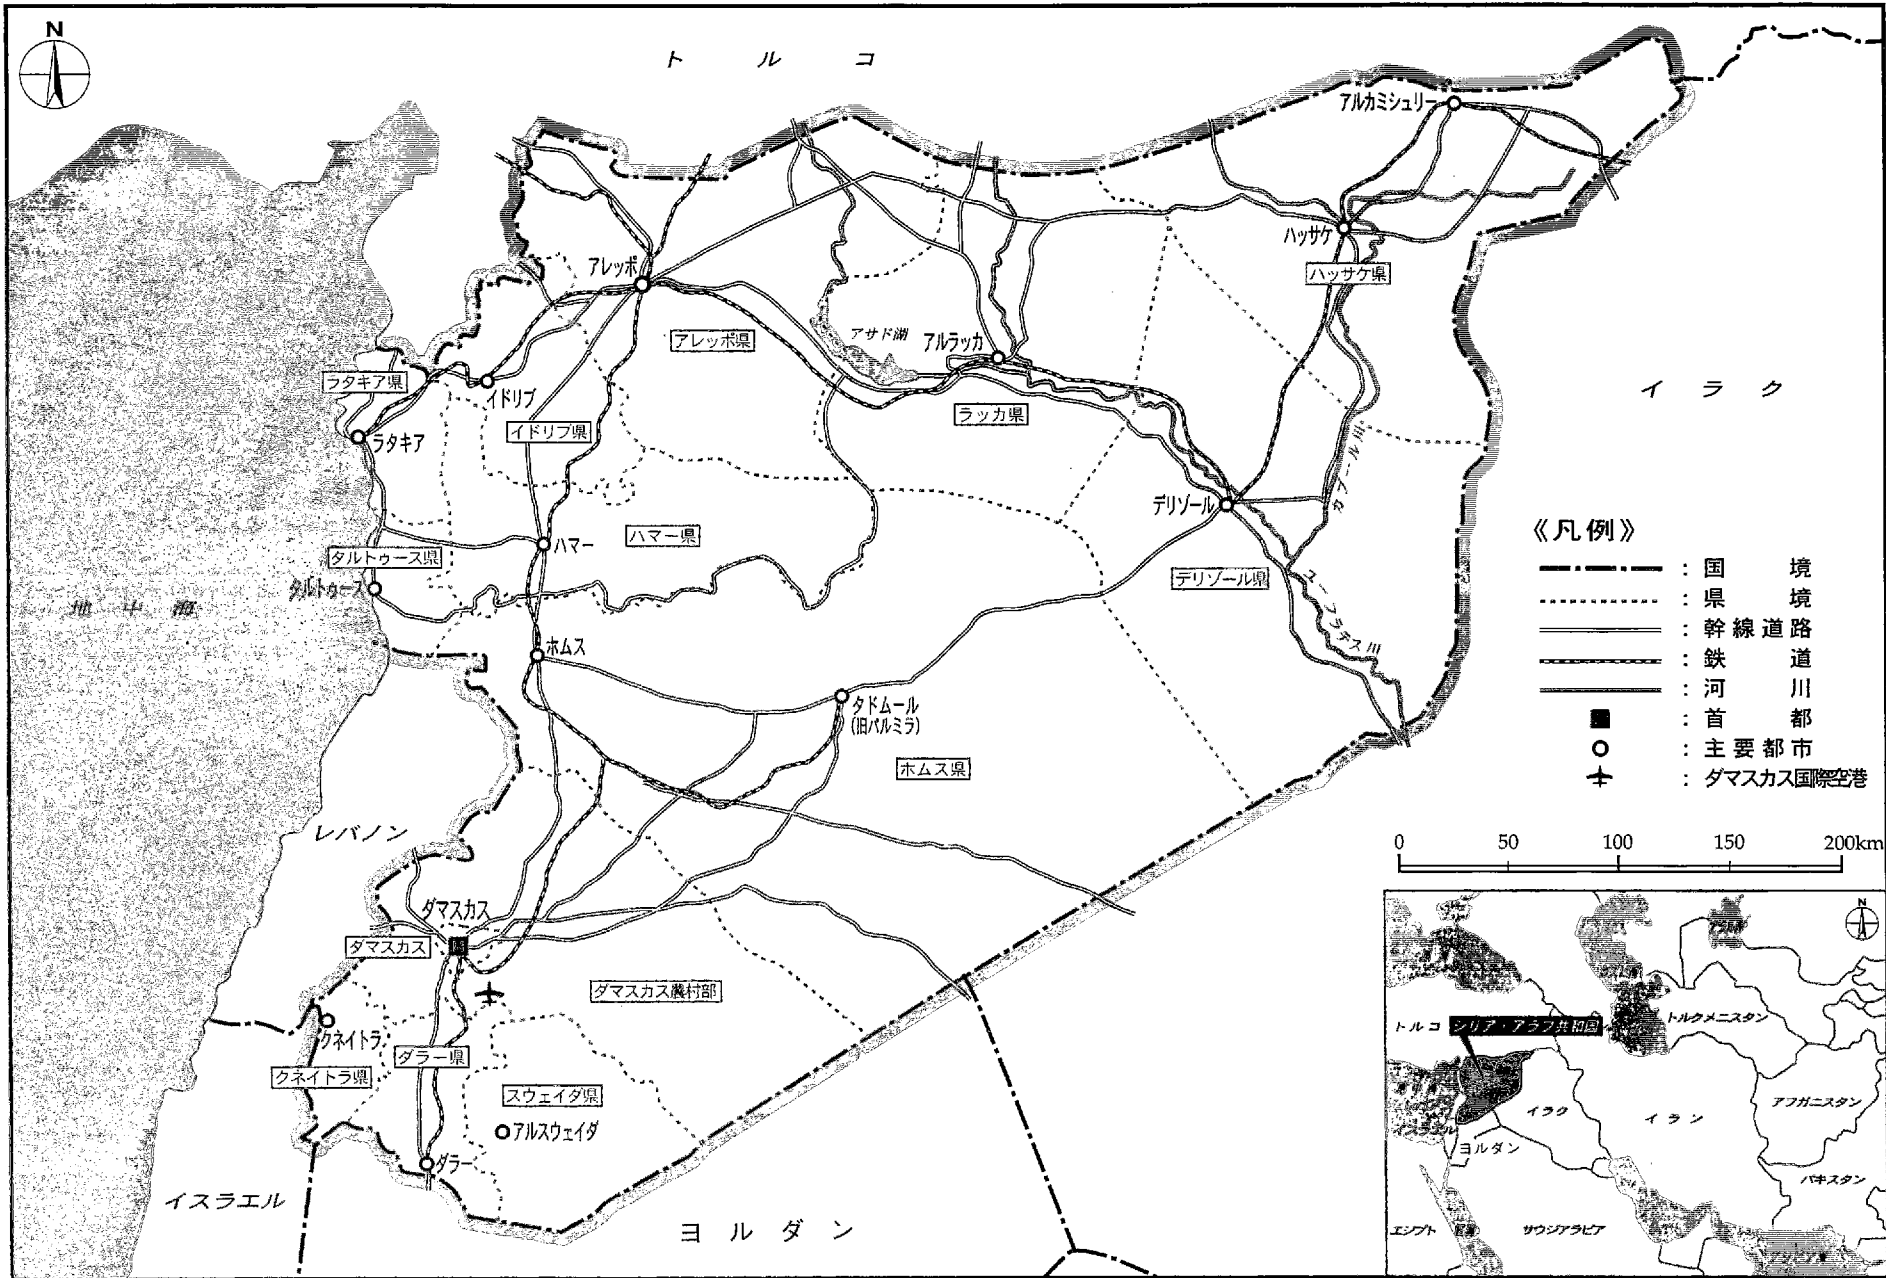 N
トルコ
アルカミシュリー
ハッサケ
ハッサケ県
アレッポ
アレッポ県
アサド湖
アルラッカ
ラッカ県
イラク
ラタキア県
イドリブ
イドリブ県
ラタキア
デリゾール
カブール川
ハマー
ハマー県
タルトゥース県
タルトゥース
地中海
デリゾール県
ユーフラテス川
ホムス
タドムール
(旧パルミラ)
ホムス県
レバノン
ダマスカス
ダマスカス
ダマスカス農村部
クネイトラ
クネイトラ県
ダラー県
スウェイダ県
アルスウェイダ
ダラー
イスラエル
ヨルダン
《凡例》
:国境
:県境
:幹線道路
:鉄道
:河川
:首都
:主要都市
:ダマスカス国際空港
0 50 100 150 200km
N
アラル海
トルコ
シリア・アラブ共和国
トルクメニスタン
イスラエル
イラク
イラン
アフガニスタン
ヨルダン
パキスタン
エジプト
紅海
サウジアラビア